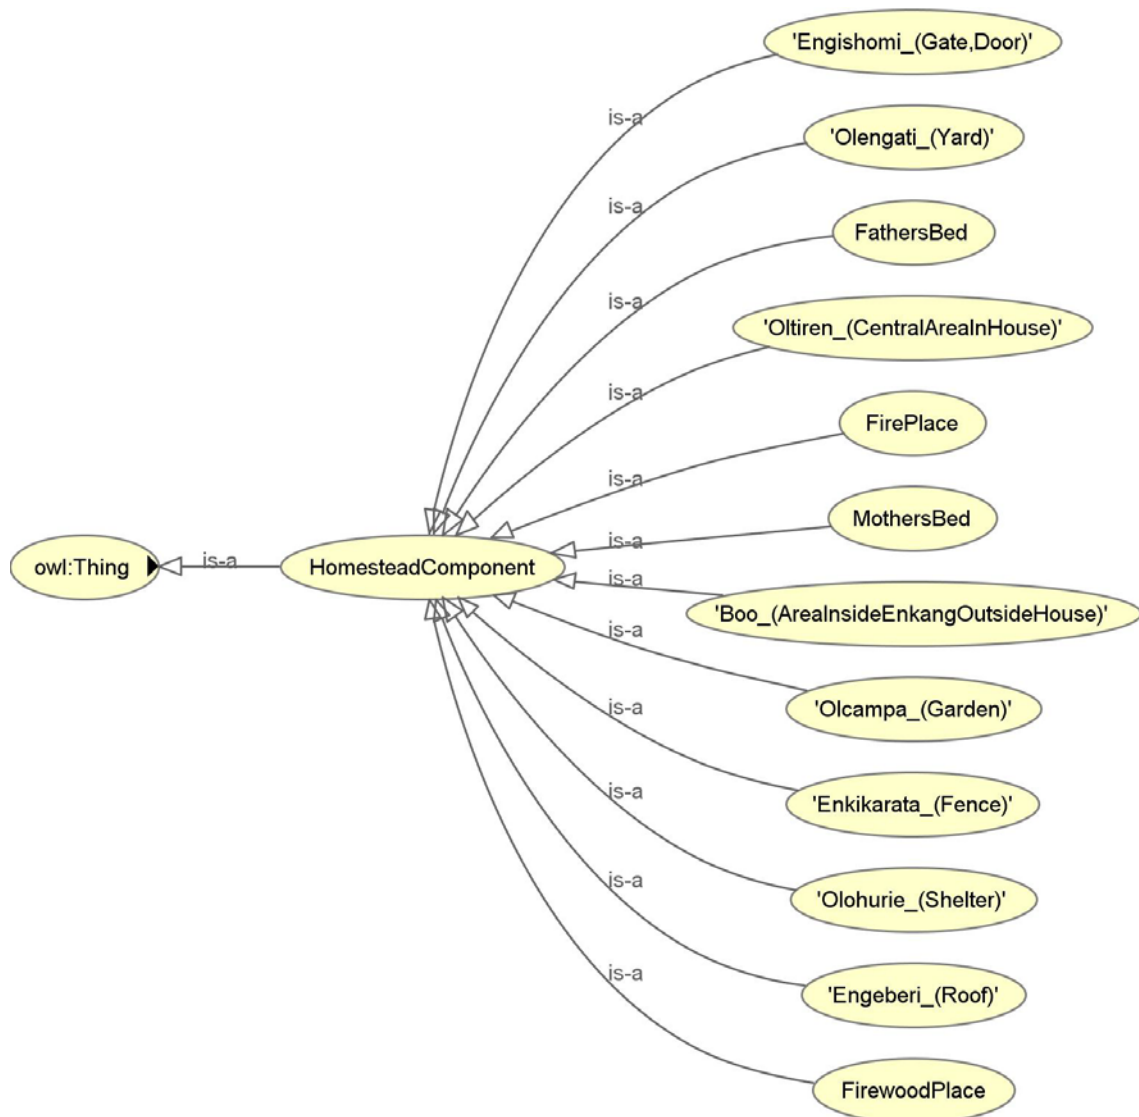 'Engishomi_(Gate,Door)'
is-a
'Olengati_(Yard)'
is-a
FathersBed
is-a
'Oltiren_(CentralAreaInHouse)'
is-a
FirePlace
is-a
MothersBed
is-a
owl:Thing
is-a
HomesteadComponent
is-a
'Boo_(AreaInsideEnkangOutsideHouse)'
is-a
'Olcampa_(Garden)'
is-a
'Enkikarata_(Fence)'
is-a
'Olohurie_(Shelter)'
is-a
'Engeberi_(Roof)'
is-a
FirewoodPlace